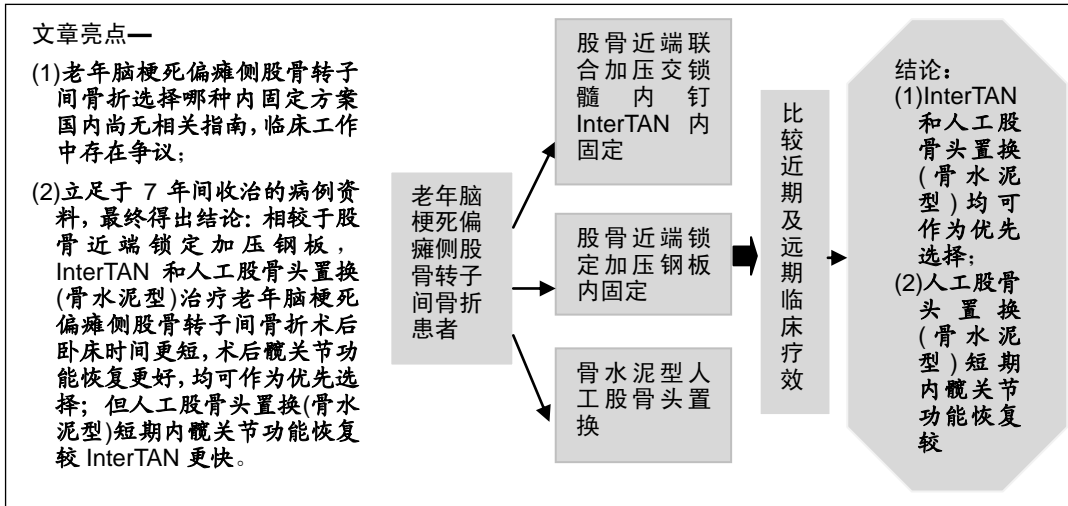 文章亮点—
(1)老年脑梗死偏瘫侧股骨转子
间骨折选择哪种内固定方案
国内尚无相关指南,临床工作
中存在争议;
(2)立足于 7 年间收治的病例资
料,最终得出结论:相较于股
骨近端锁定加压钢板,
InterTAN 和人工股骨头置换
(骨水泥型)治疗老年脑梗死
偏瘫侧股骨转子间骨折术后
卧床时间更短,术后髋关节功
能恢复更好,均可作为优先选
择;但人工股骨头置换(骨水
泥型)短期内髋关节功能恢复
较 InterTAN 更快。
老年脑
梗死偏
瘫侧股
骨转子
间骨折
患者
股骨近端联
合加压交锁
髓内钉
InterTAN 内
固定
股骨近端锁
定加压钢板
内固定
骨水泥型人
工股骨头置
换
比较近期及远期临床疗效
结论:
(1)InterTAN
和人工股
骨头置换
(骨水泥
型)均可
作为优先
选择;
(2)人工股骨
头置换
(骨水泥
型)短期
内髋关节
功能恢复
较